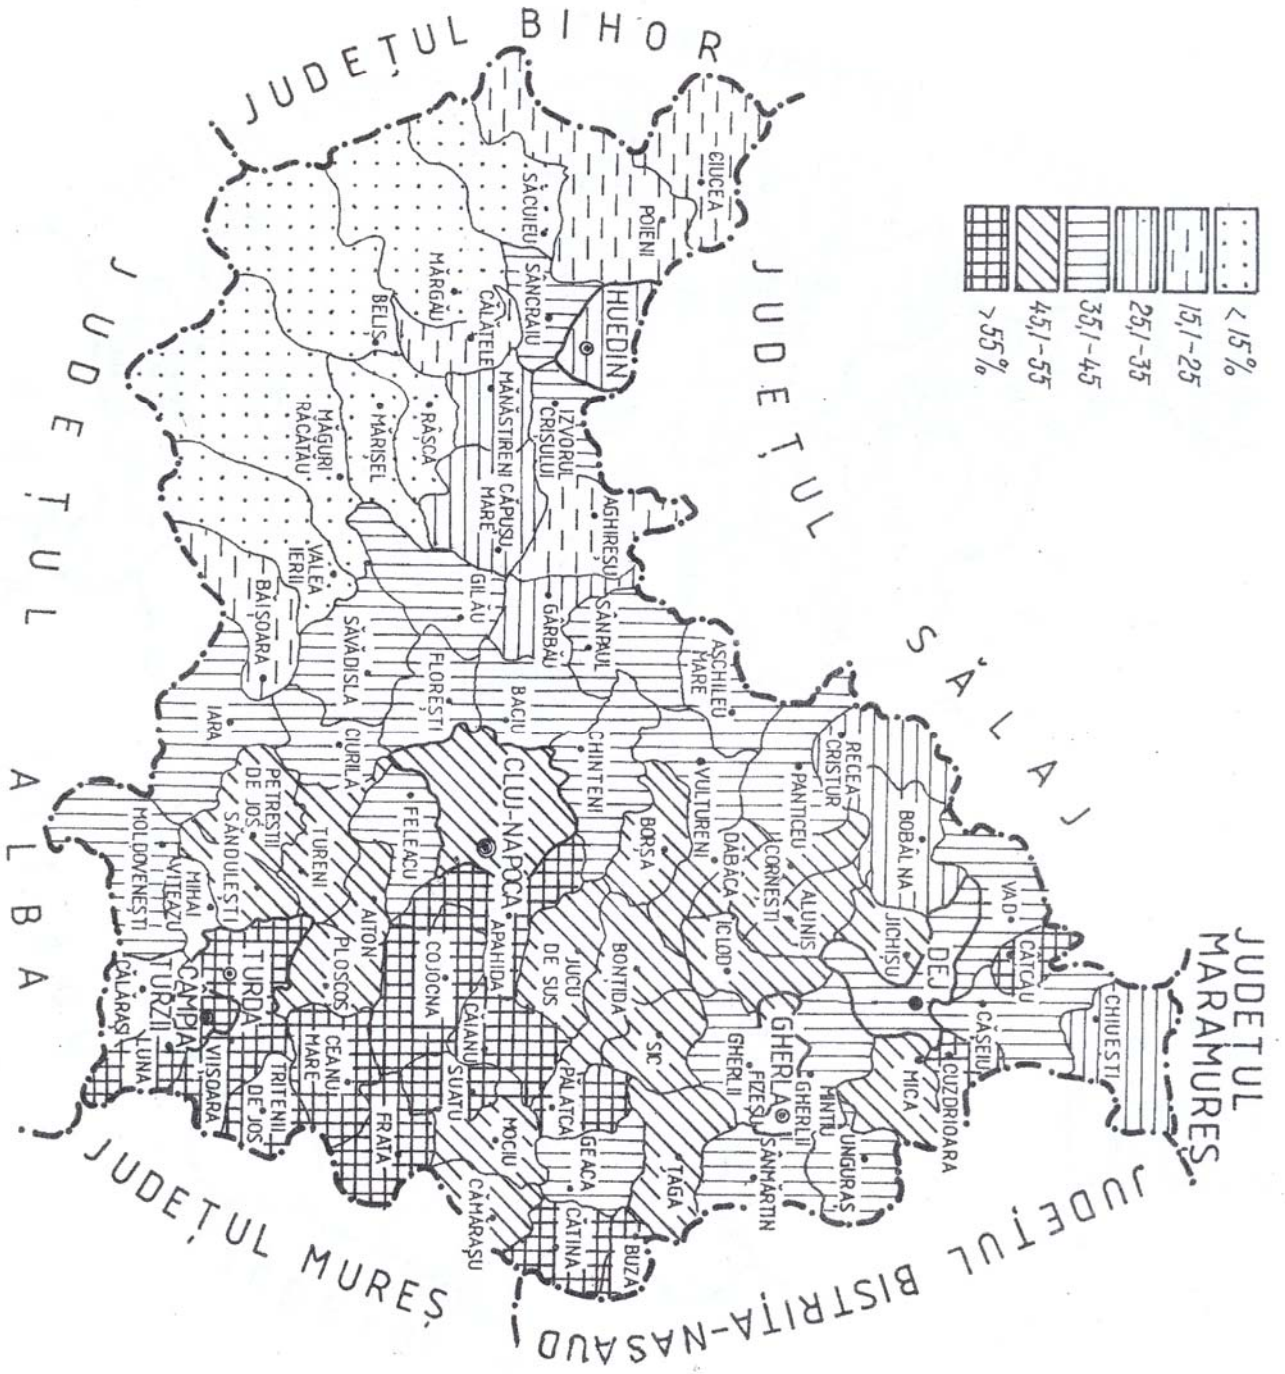 JUDEȚUL BIHOR
JUDEȚUL SĂLAJ
JUDEȚUL
MARAMUREȘ
JUDEȚUL BISTRIȚA-NASAUD
JUDEȚUL MUREȘ
JUDEȚUL ALBA
<15%
15,1-25
25,1-35
35,1-45
45,1-55
>55%
CIUCEA
POIENI
SĂCUIEU
HUEDIN
SÂNCRAIU
CĂLĂȚELE
MĂRGĂU
BELIȘ
IZVORUL
CRIȘULUI
MĂNĂSTIRENI
RÂȘCA
MĂRIȘEL
MĂGURI
RĂCĂTĂU
AGHIREȘU
CĂPUȘU
MARE
VALEA
IERII
BĂIȘOARA
GILĂU
GÂRBĂU
SÂNPAUL
AȘCHILEU
MARE
SĂVĂDISLA
FLOREȘTI
BACIU
IARA
CIURILA
CHINTENI
VULTURENI
PANTICEU
RECEA-
CRISTUR
BOBÂLNA
VAD
CÂȚCĂU
CHIUEȘTI
CĂȘEIU
DEJ
JICHIȘU
ALUNIȘ
CORNEȘTI
DĂBÂCA
BORȘA
ICLOD
CLUJ-NAPOCA
FELEACU
PETREȘTII
DE JOS
TURENI
SĂNDULEȘTI
MIHAI
VITEAZU
MOLDOVENEȘTI
AITON
PLOSCOȘ
APAHIDA
COJOCNA
JUCU
DE SUS
BONȚIDA
CĂIANU
SIC
GHERLA
FIZEȘU
GHERLII
MINTIU
GHERLII
MICA
CUZDRIOARA
UNGURAȘ
SÂNMĂRTIN
ȚAGA
GEACA
PĂLATCA
SUATU
MOCIU
CĂMĂRAȘU
CĂTINA
BUZA
FRATA
CEANU
MARE
TRITENII
DE JOS
TURDA
VIIȘOARA
CÂMPIA
TURZII
LUNA
CĂLĂRAȘI